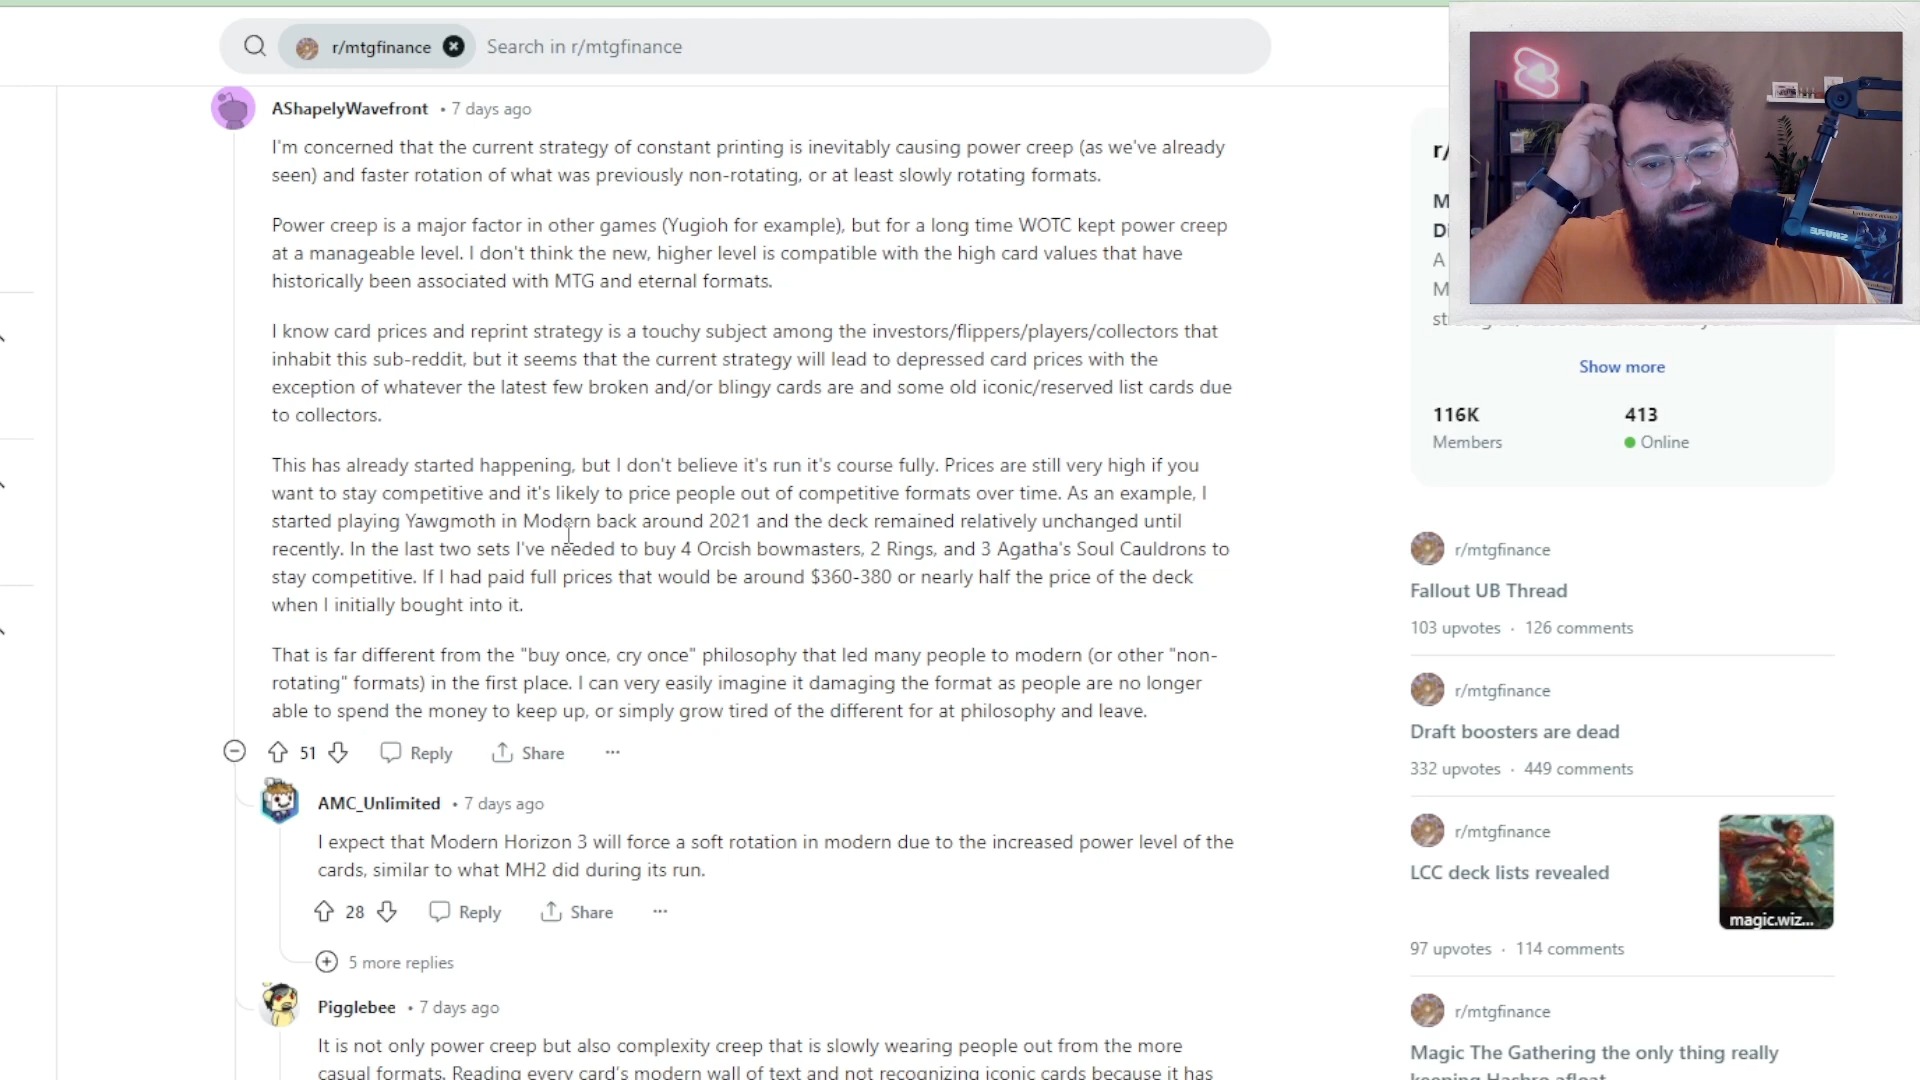 r/mtgfinance
Search in r/mtgfinance
AShapelyWavefront • 7 days ago
I'm concerned that the current strategy of constant printing is inevitably causing power creep (as we've already
seen) and faster rotation of what was previously non-rotating, or at least slowly rotating formats.
Power creep is a major factor in other games (Yugioh for example), but for a long time WOTC kept power creep
at a manageable level. I don't think the new, higher level is compatible with the high card values that have
historically been associated with MTG and eternal formats.
I know card prices and reprint strategy is a touchy subject among the investors/flippers/players/collectors that
inhabit this sub-reddit, but it seems that the current strategy will lead to depressed card prices with the
exception of whatever the latest few broken and/or blingy cards are and some old iconic/reserved list cards due
to collectors.
This has already started happening, but I don't believe it's run it's course fully. Prices are still very high if you
want to stay competitive and it's likely to price people out of competitive formats over time. As an example, I
started playing Yawgmoth in Modern back around 2021 and the deck remained relatively unchanged until
recently. In the last two sets I've needed to buy 4 Orcish bowmasters, 2 Rings, and 3 Agatha's Soul Cauldrons to
stay competitive. If I had paid full prices that would be around $360-380 or nearly half the price of the deck
when I initially bought into it.
That is far different from the "buy once, cry once" philosophy that led many people to modern (or other "non-
rotating" formats) in the first place. I can very easily imagine it damaging the format as people are no longer
able to spend the money to keep up, or simply grow tired of the different for at philosophy and leave.
51 Reply Share ...
AMC_Unlimited • 7 days ago
I expect that Modern Horizon 3 will force a soft rotation in modern due to the increased power level of the
cards, similar to what MH2 did during its run.
28 Reply Share ...
5 more replies
Pigglebee • 7 days ago
It is not only power creep but also complexity creep that is slowly wearing people out from the more
casual formats. Reading every card's modern wall of text and not recognizing iconic cards because it has
r/
M
Di
A
M
Show more
116K 413
Members Online
r/mtgfinance
Fallout UB Thread
103 upvotes · 126 comments
r/mtgfinance
Draft boosters are dead
332 upvotes · 449 comments
r/mtgfinance
LCC deck lists revealed
magic.wiz...
97 upvotes · 114 comments
r/mtgfinance
Magic The Gathering the only thing really
keeping Hasbro afloat